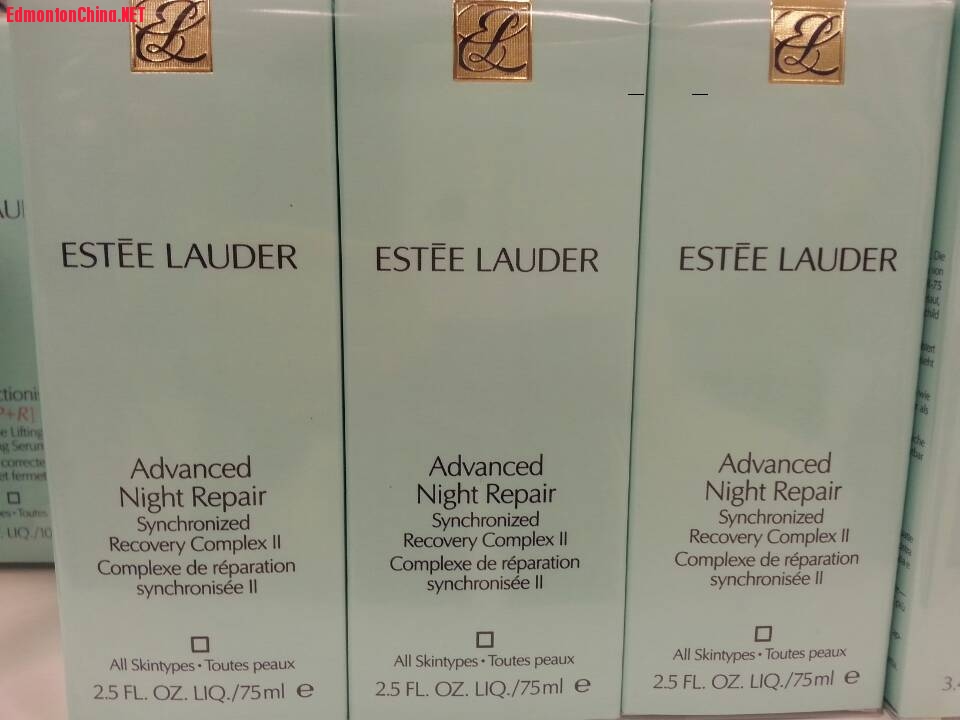 EdmontonChina.NET
ESTĒE LAUDER
Advanced
Night Repair
Synchronized
Recovery Complex II
Complexe de réparation
synchronisée II
All Skintypes • Toutes peaux
2.5 FL. OZ. LIQ./75ml e
ESTĒE LAUDER
Advanced
Night Repair
Synchronized
Recovery Complex II
Complexe de réparation
synchronisée II
All Skintypes • Toutes peaux
2.5 FL. OZ. LIQ./75ml e
ESTĒE LAUDER
Advanced
Night Repair
Synchronized
Recovery Complex II
Complexe de réparation
synchronisée II
All Skintypes • Toutes peaux
2.5 FL. OZ. LIQ./75ml e